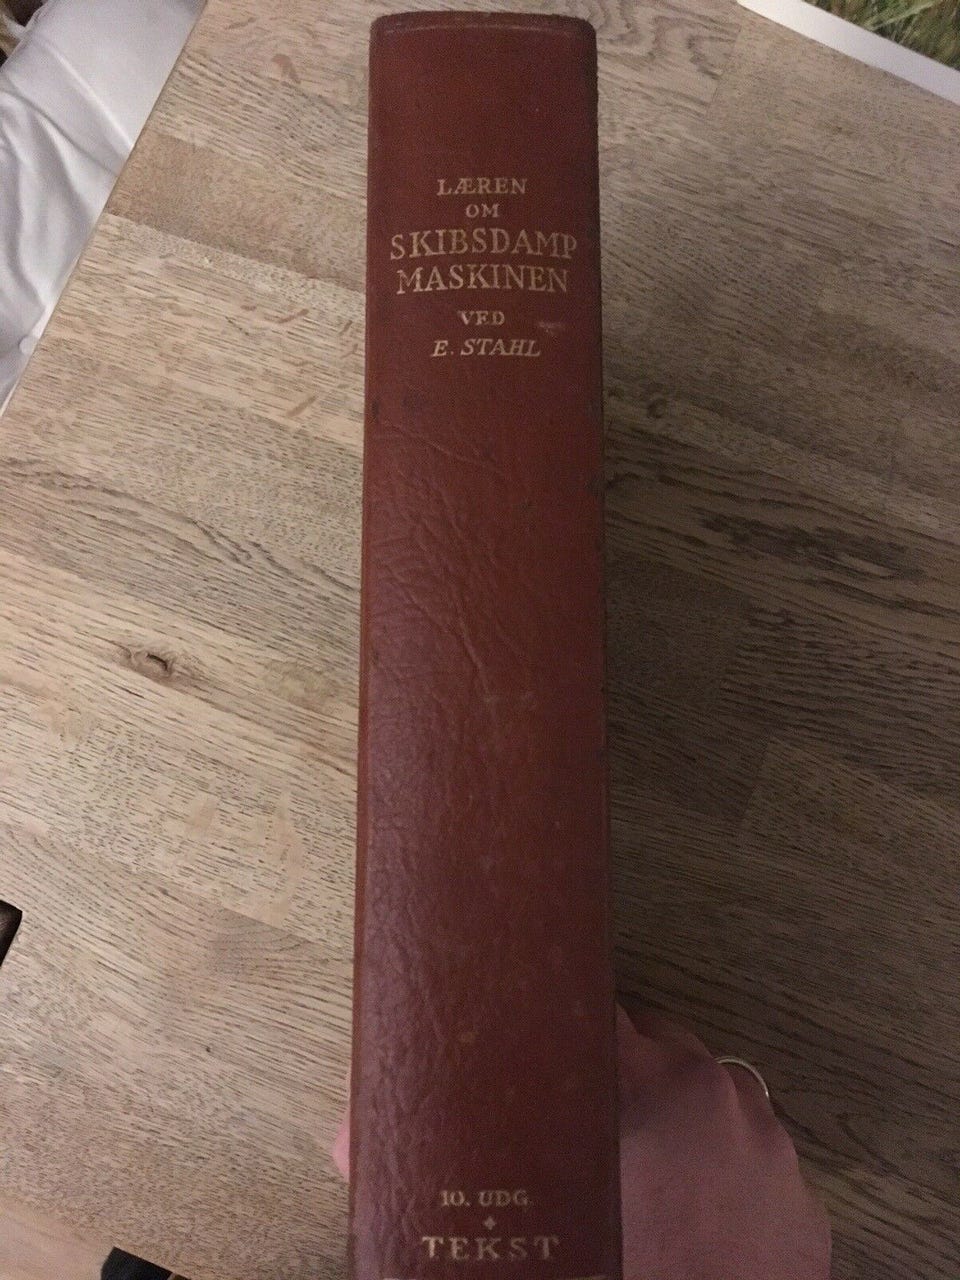 LÆREN
OM
SKIBSDAMP
MASKINEN
VED
E. STAHL
10. UDG.
TEKST